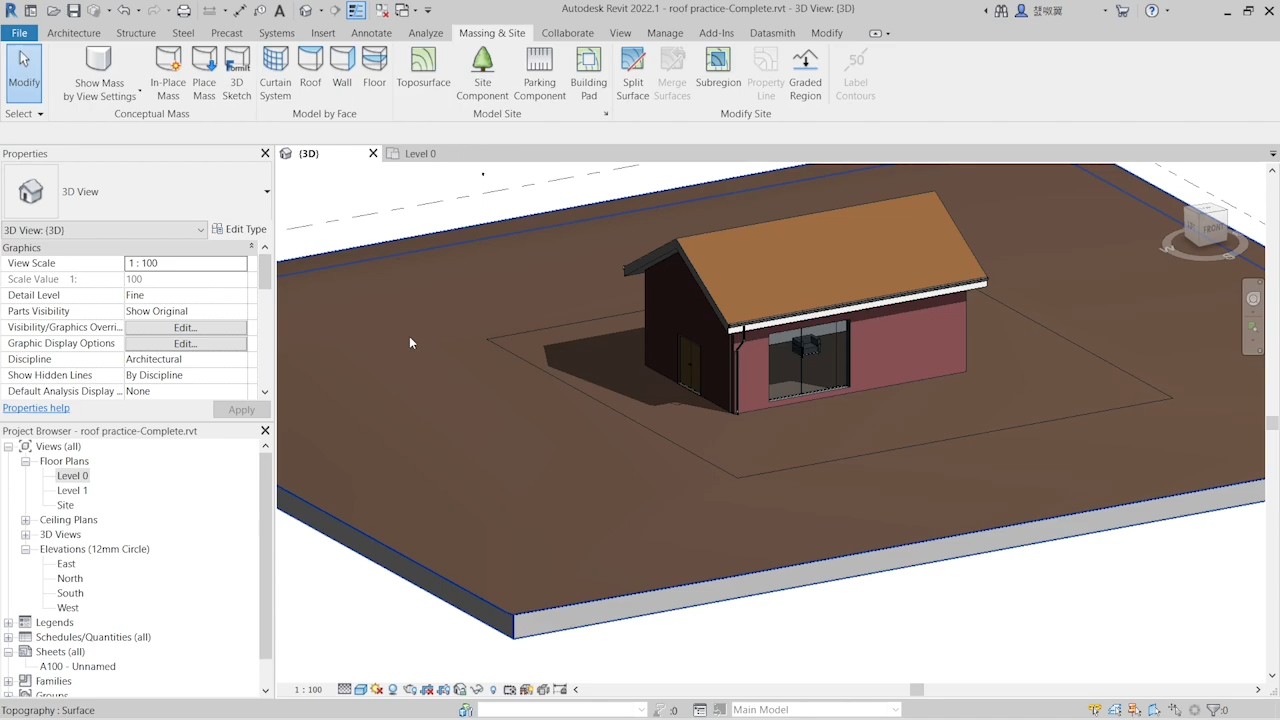 Autodesk Revit 2022.1 - roof practice-Complete.rvt - 3D View: {3D}
File Architecture Structure Steel Precast Systems Insert Annotate Analyze Massing & Site Collaborate View Manage Add-Ins Datasmith Modify
Modify
Show Mass
by View Settings
In-Place
Mass
Place
Mass
FormIt
3D
Sketch
Curtain
System
Roof
Wall
Floor
Toposurface
Site
Component
Parking
Component
Building
Pad
Split
Surface
Merge
Surfaces
Subregion
Property
Line
Graded
Region
50
Label
Contours
Select
Conceptual Mass
Model by Face
Model Site
Modify Site
Properties
{3D}
Level 0
3D View
3D View: {3D}
Edit Type
Graphics
View Scale 1 : 100
Scale Value 1: 100
Detail Level Fine
Parts Visibility Show Original
Visibility/Graphics Overri... Edit...
Graphic Display Options Edit...
Discipline Architectural
Show Hidden Lines By Discipline
Default Analysis Display ... None
Properties help
Apply
Project Browser - roof practice-Complete.rvt
Views (all)
Floor Plans
Level 0
Level 1
Site
Ceiling Plans
3D Views
Elevations (12mm Circle)
East
North
South
West
Legends
Schedules/Quantities (all)
Sheets (all)
A100 - Unnamed
Families
Groups
FRONT
1 : 100
Topography : Surface
:0
Main Model
:0